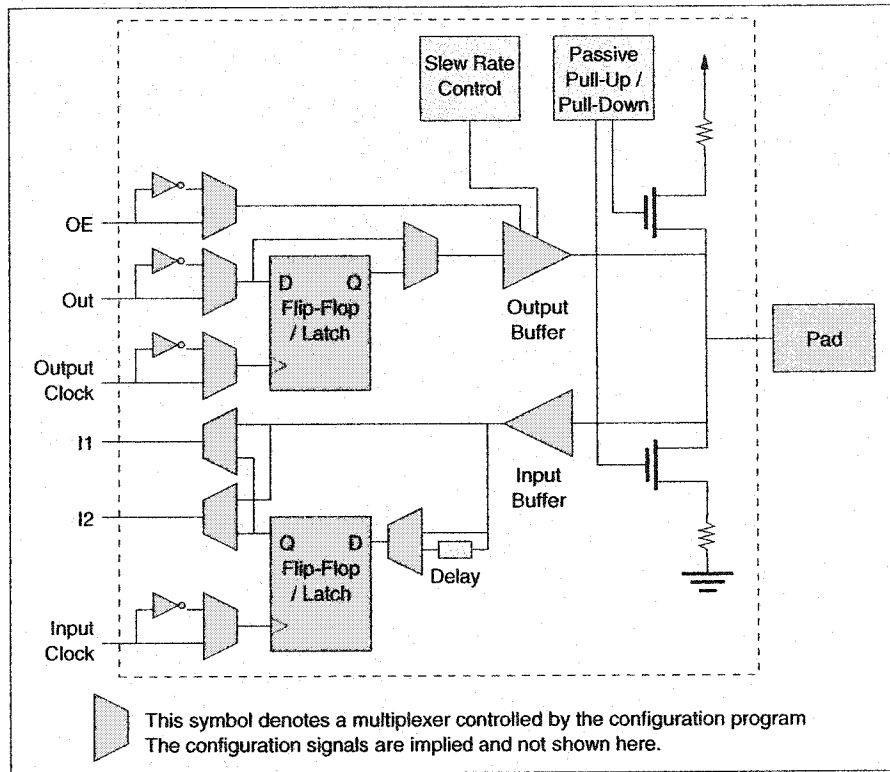 Slew Rate
Control
Passive
Pull-Up /
Pull-Down
OE
Out
D
Q
Flip-Flop
/ Latch
Output
Buffer
Output
Clock
Pad
I1
I2
Input
Buffer
Q
D
Flip-Flop
/ Latch
Delay
Input
Clock
This symbol denotes a multiplexer controlled by the configuration program
The configuration signals are implied and not shown here.